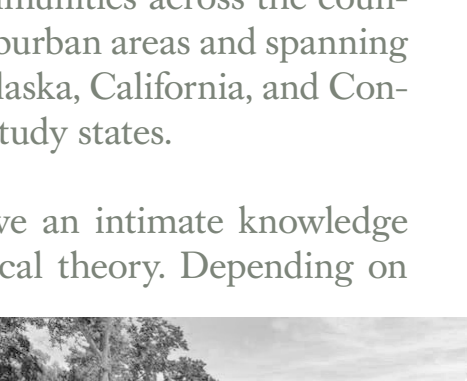 munities across the coun-
burban areas and spanning
laska, California, and Con-
tudy states.
ve an intimate knowledge
cal theory. Depending on